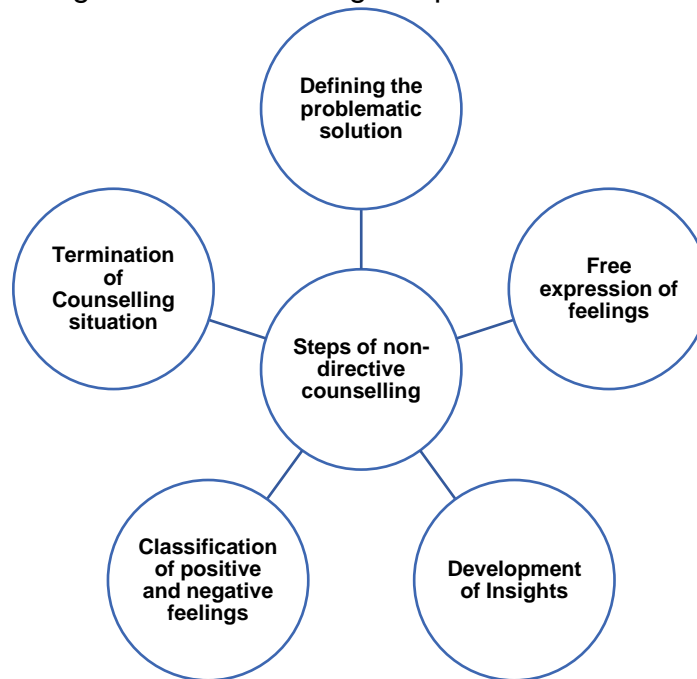 Defining the
problematic
solution
Termination
of
Counselling
situation
Free
expression of
feelings
Steps of non-
directive
counselling
Classification
of positive
and negative
feelings
Development
of Insights